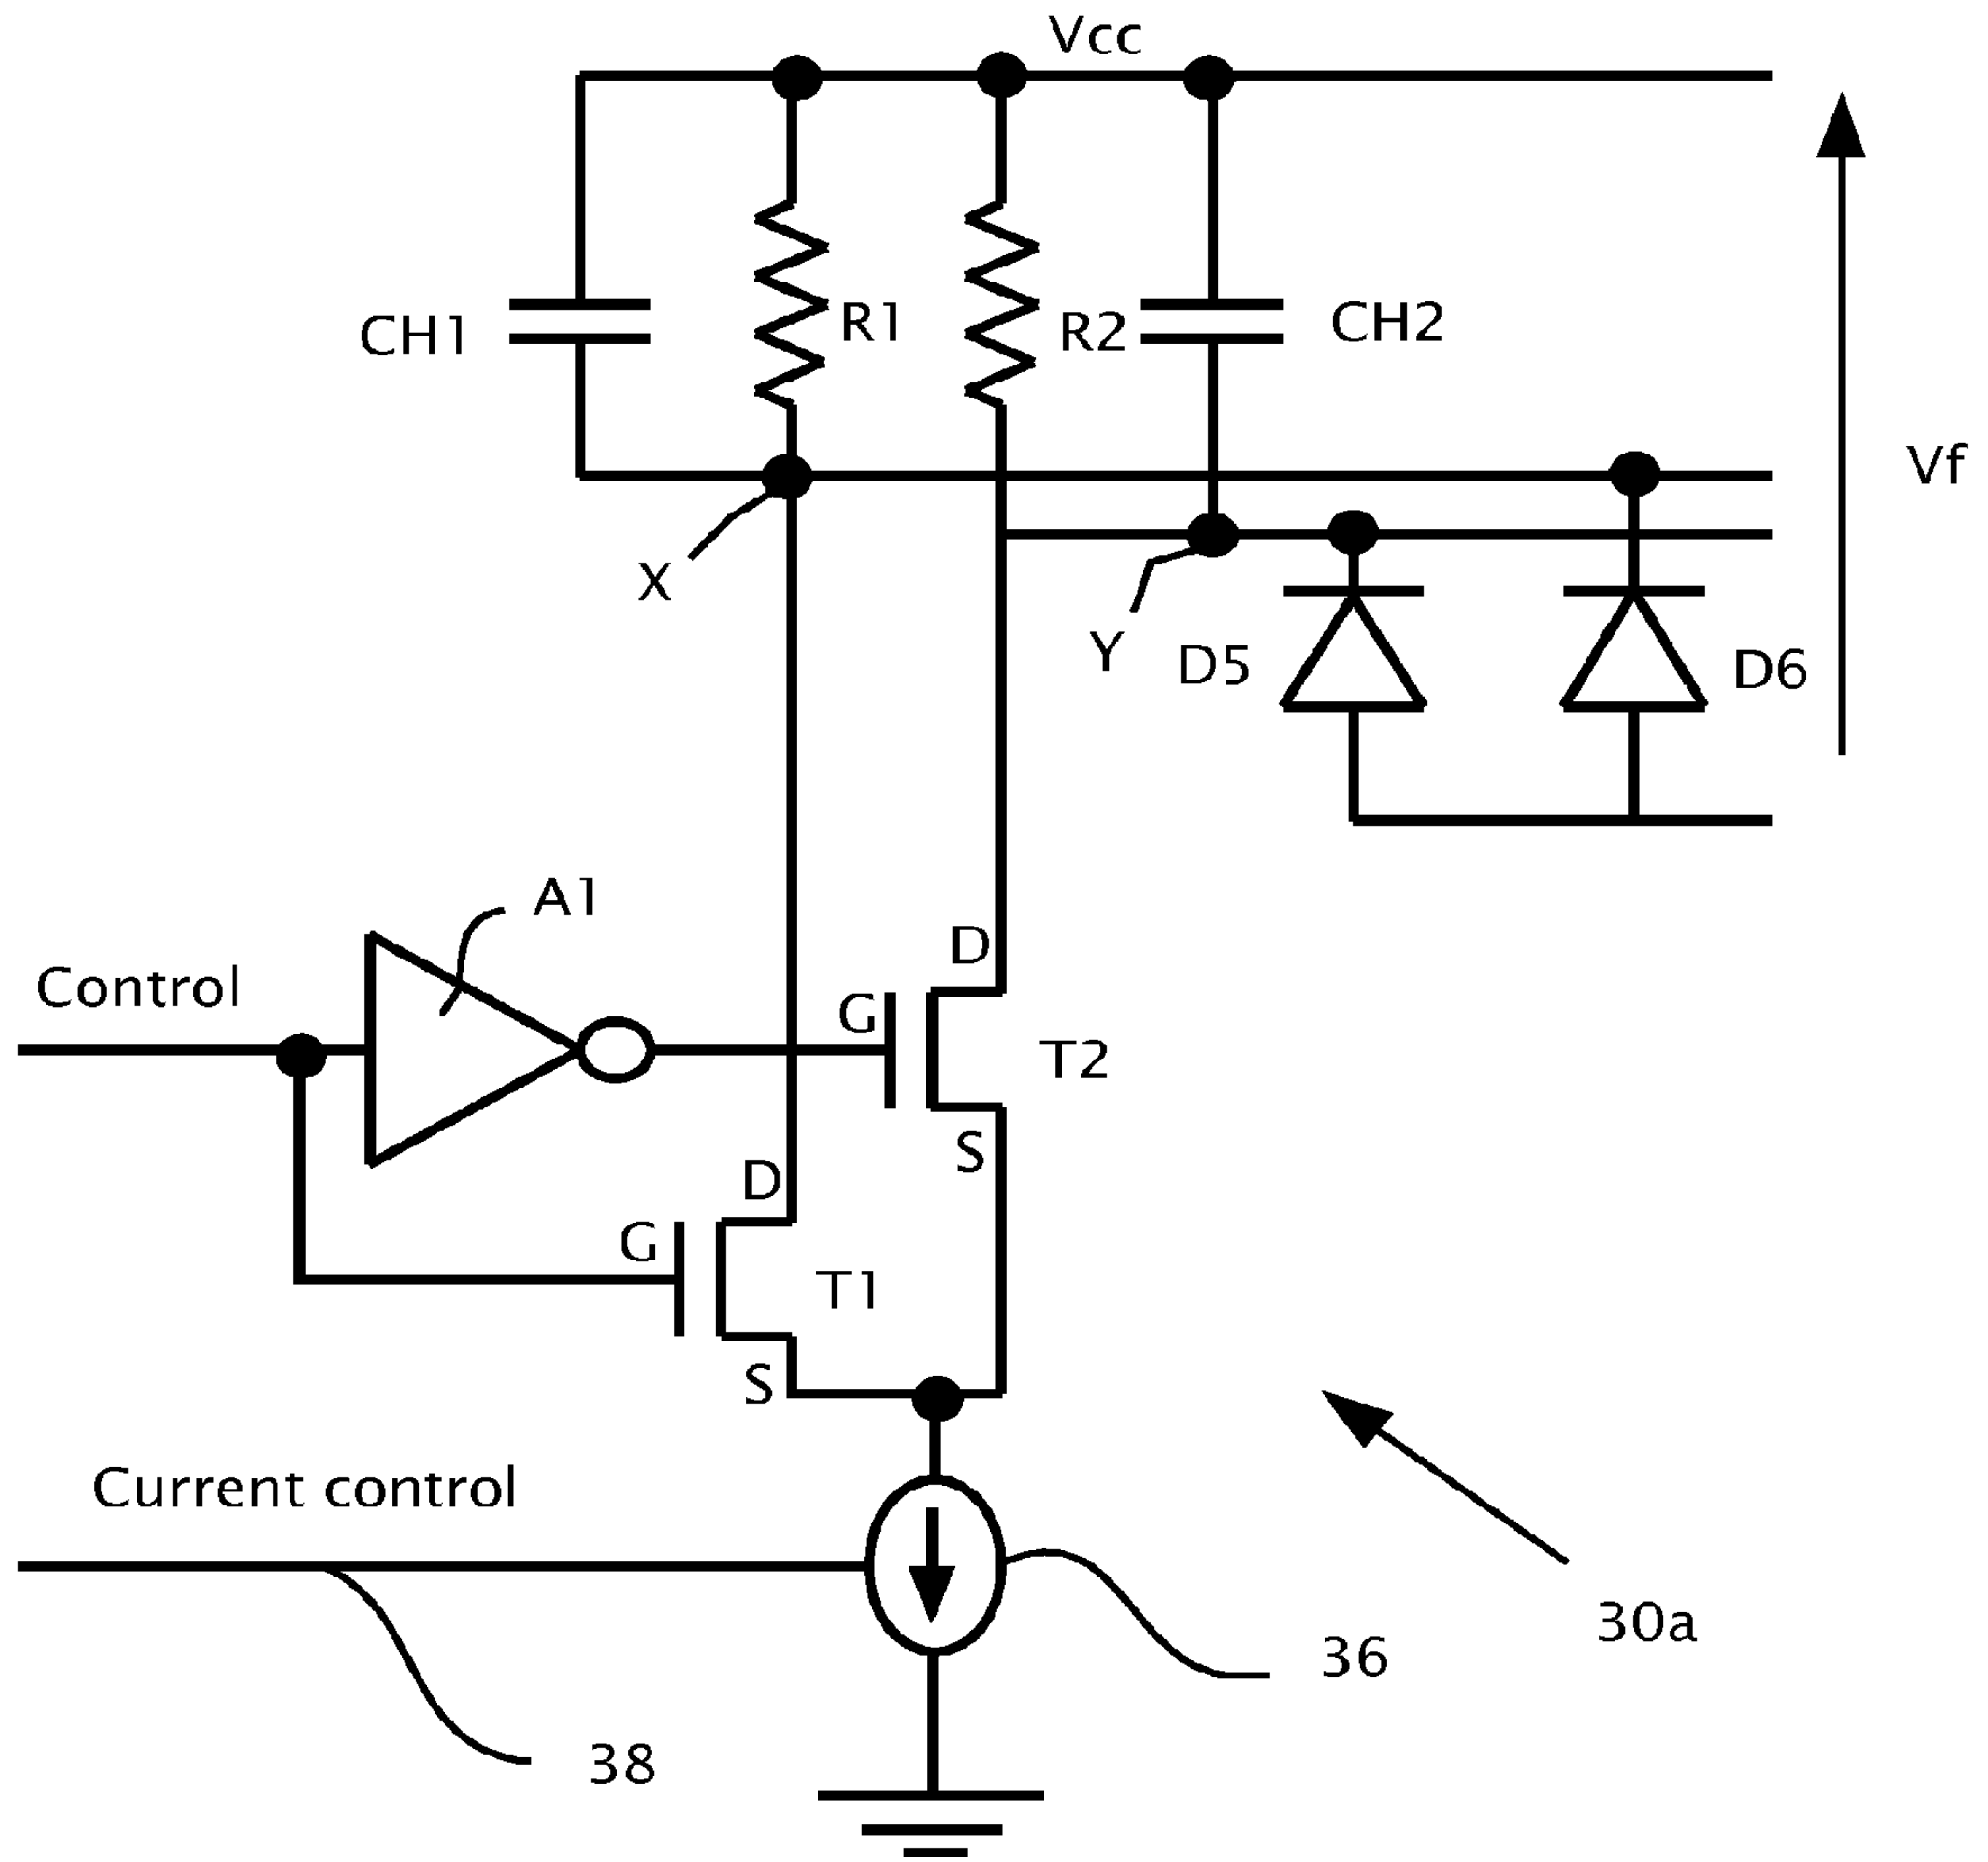 Vcc
CH1
R1
R2
CH2
Vf
X
Y
D5
D6
A1
Control
D
G
T2
S
D
G
T1
S
Current control
30a
36
38